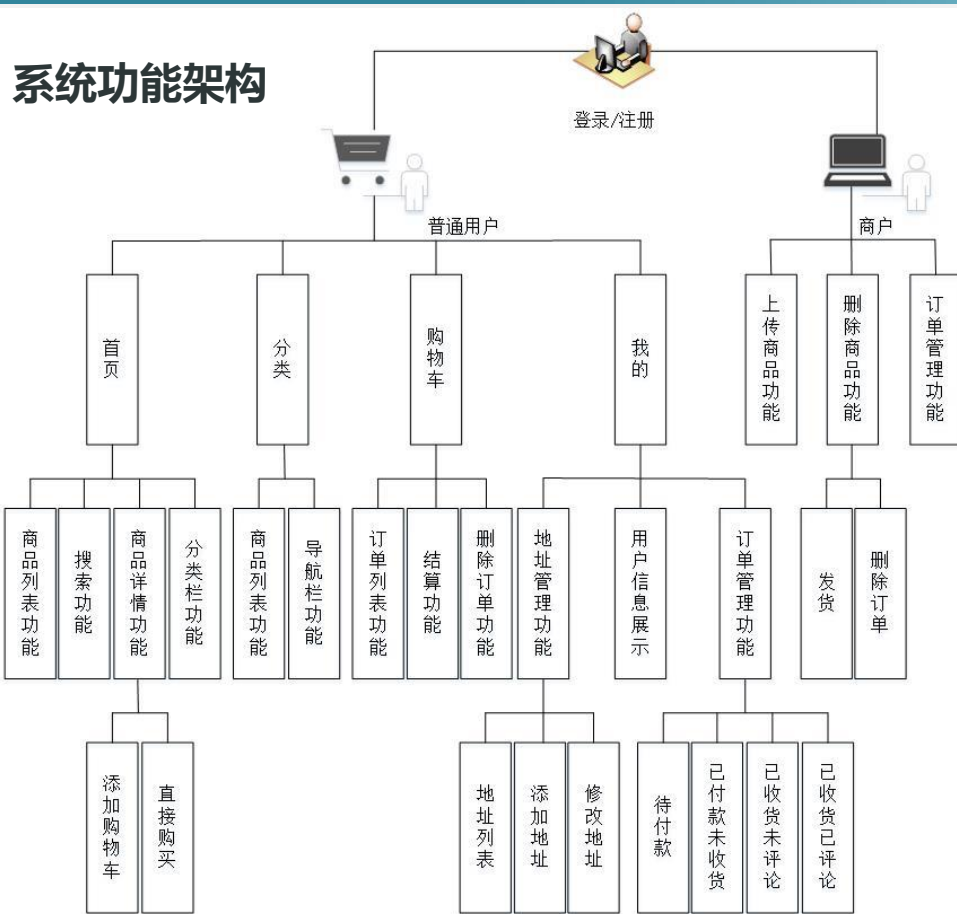 系统功能架构
登录/注册
普通用户
商户
首页
分类
购物车
我的
上传商品功能
删除商品功能
订单管理功能
商品列表功能
搜索功能
商品详情功能
分类栏功能
商品列表功能
导航栏功能
订单列表功能
结算功能
删除订单功能
地址管理功能
用户信息展示
订单管理功能
发货
删除订单
添加购物车
直接购买
地址列表
添加地址
修改地址
待付款
已付款未收货
已收货未评论
已收货已评论